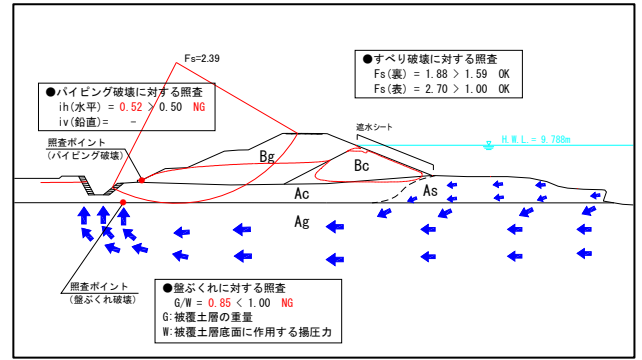 Fs=2.39
●すべり破壊に対する照査
Fs(裏) = 1.88 > 1.59 OK
Fs(表) = 2.70 > 1.00 OK
●パイピング破壊に対する照査
ih(水平) = 0.52 > 0.50 NG
iv(鉛直)= -
遮水シート
H.W.L.= 9.788m
照査ポイント
(パイピング破壊)
Bg
Bc
Ac
As
Ag
照査ポイント
(盤ぶくれ破壊)
●盤ぶくれに対する照査
G/W = 0.85 < 1.00 NG
G:被覆土層の重量
W:被覆土層底面に作用する揚圧力